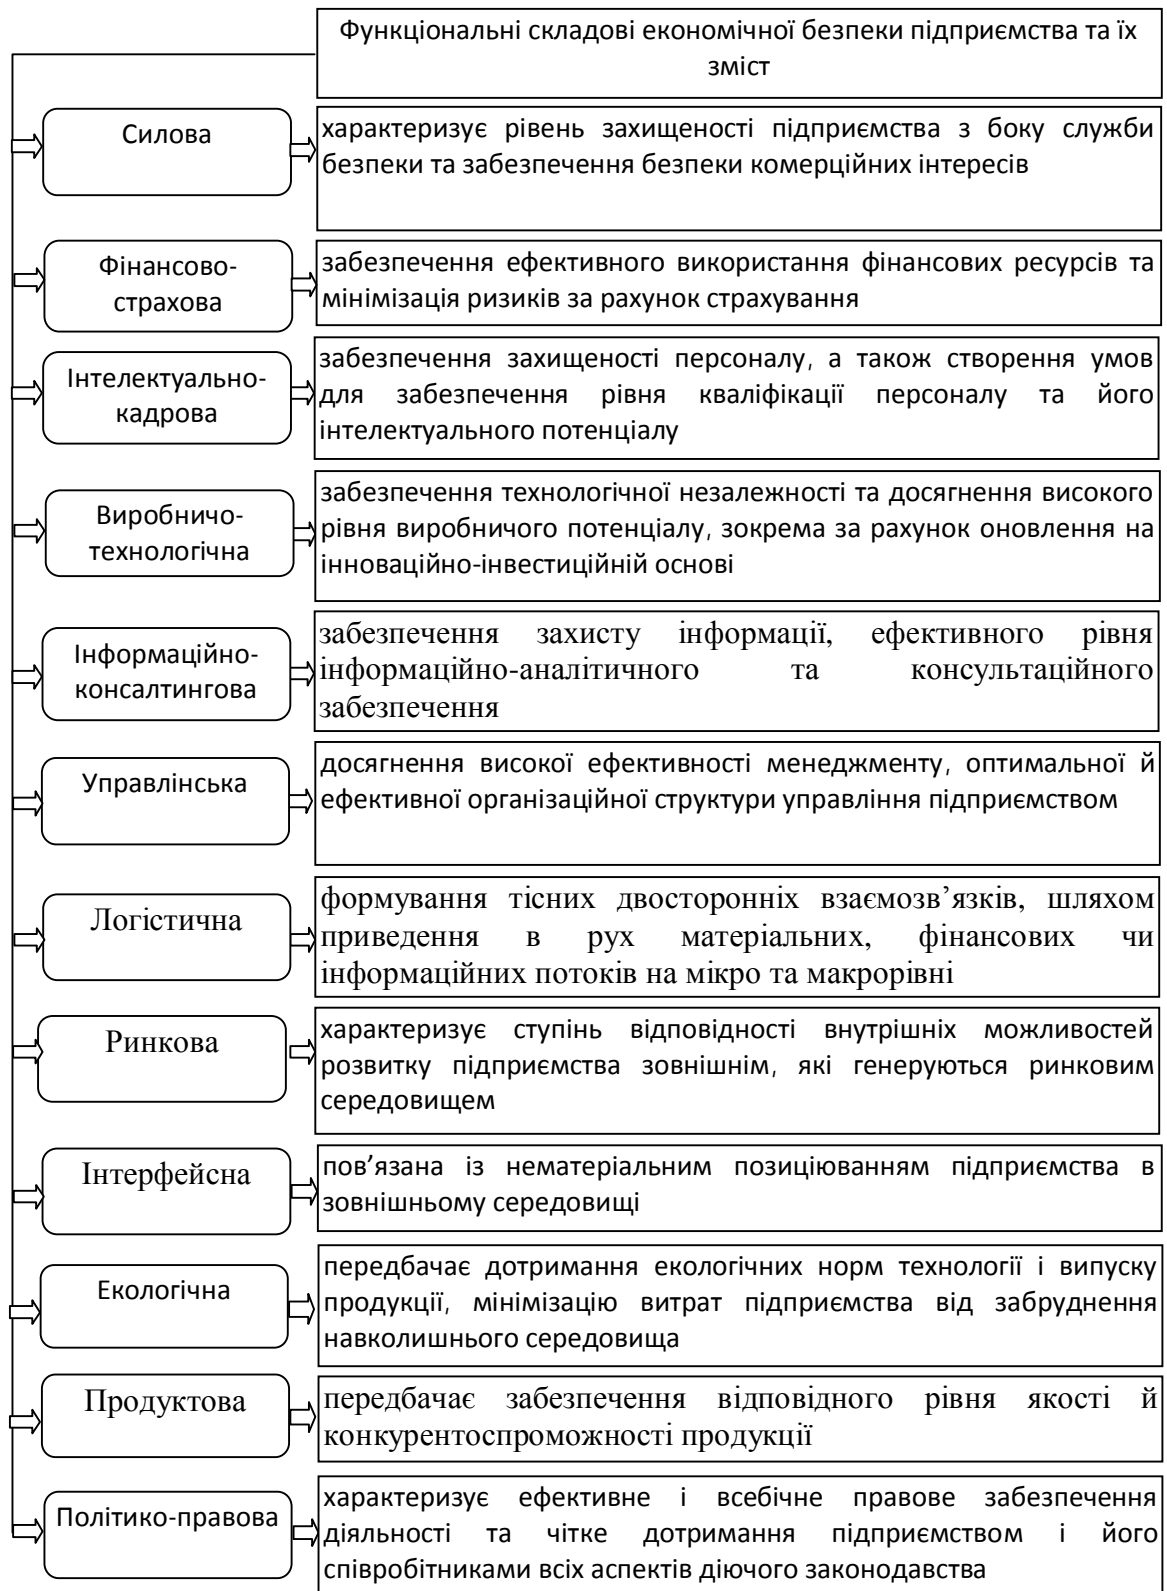 Функціональні складові економічної безпеки підприємства та їх
зміст
Силова
характеризує рівень захищеності підприємства з боку служби
безпеки та забезпечення безпеки комерційних інтересів
Фінансово-
страхова
забезпечення ефективного використання фінансових ресурсів та
мінімізація ризиків за рахунок страхування
Інтелектуально-
кадрова
забезпечення захищеності персоналу, а також створення умов
для забезпечення рівня кваліфікації персоналу та його
інтелектуального потенціалу
Виробничо-
технологічна
забезпечення технологічної незалежності та досягнення високого
рівня виробничого потенціалу, зокрема за рахунок оновлення на
інноваційно-інвестиційній основі
Інформаційно-
консалтингова
забезпечення захисту інформації, ефективного рівня
інформаційно-аналітичного та консультаційного
забезпечення
Управлінська
досягнення високої ефективності менеджменту, оптимальної й
ефективної організаційної структури управління підприємством
Логістична
формування тісних двосторонніх взаємозв’язків, шляхом
приведення в рух матеріальних, фінансових чи
інформаційних потоків на мікро та макрорівні
Ринкова
характеризує ступінь відповідності внутрішніх можливостей
розвитку підприємства зовнішнім, які генеруються ринковим
середовищем
Інтерфейсна
пов’язана із нематеріальним позиціюванням підприємства в
зовнішньому середовищі
Екологічна
передбачає дотримання екологічних норм технології і випуску
продукції, мінімізацію витрат підприємства від забруднення
навколишнього середовища
Продуктова
передбачає забезпечення відповідного рівня якості й
конкурентоспроможності продукції
Політико-правова
характеризує ефективне і всебічне правове забезпечення
діяльності та чітке дотримання підприємством і його
співробітниками всіх аспектів діючого законодавства